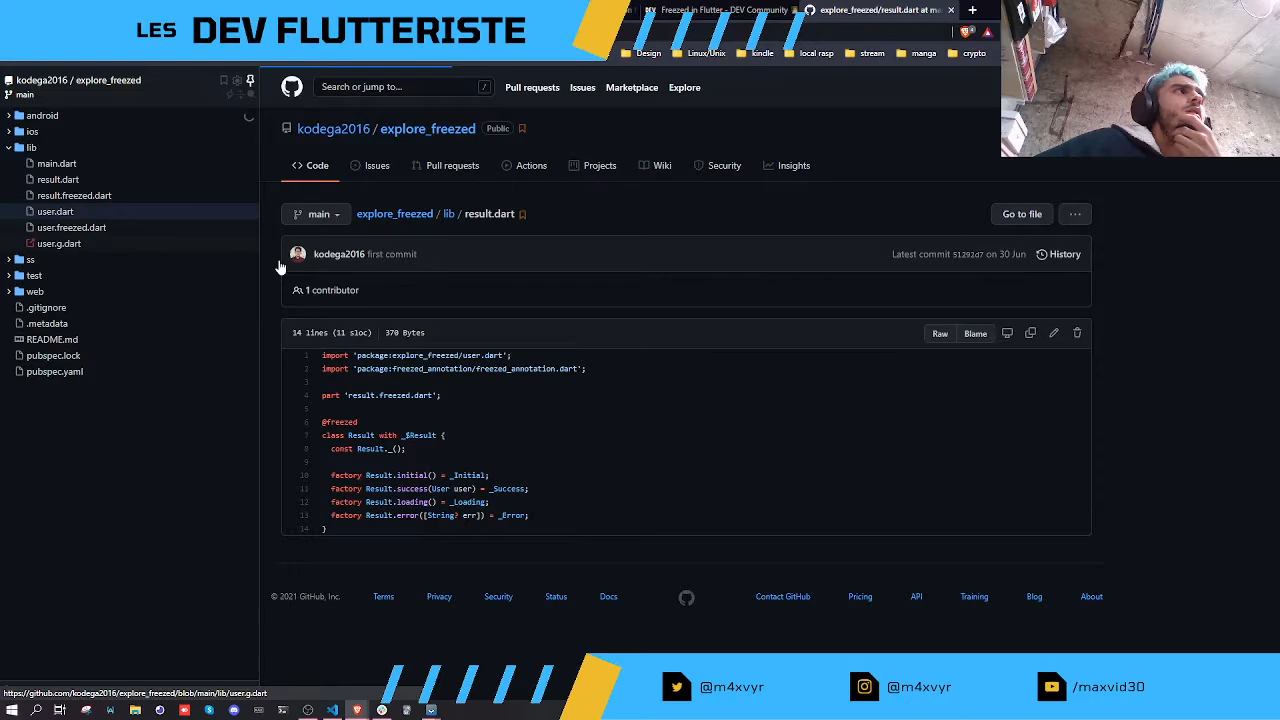 LES DEV FLUTTERISTE
Freezed in Flutter - DEV Community
explore_freezed/result.dart at ma
Design
Linux/Unix
kindle
local rasp
stream
manga
crypto
kodega2016 / explore_freezed
main
android
ios
lib
main.dart
result.dart
result.freezed.dart
user.dart
user.freezed.dart
user.g.dart
ss
test
web
.gitignore
.metadata
README.md
pubspec.lock
pubspec.yaml
Search or jump to...
/
Pull requests
Issues
Marketplace
Explore
kodega2016 / explore_freezed
Public
Code
Issues
Pull requests
Actions
Projects
Wiki
Security
Insights
main
explore_freezed / lib / result.dart
Go to file
...
kodega2016 first commit
Latest commit 51292d7 on 30 Jun
History
1 contributor
14 lines (11 sloc)
370 Bytes
Raw
Blame
1 import 'package:explore_freezed/user.dart';
2 import 'package:freezed_annotation/freezed_annotation.dart';
3
4 part 'result.freezed.dart';
5
6 @freezed
7 class Result with _$Result {
8 const Result._();
9
10 factory Result.initial() = _Initial;
11 factory Result.success(User user) = _Success;
12 factory Result.loading() = _Loading;
13 factory Result.error([String? err]) = _Error;
14 }
© 2021 GitHub, Inc.
Terms
Privacy
Security
Status
Docs
Contact GitHub
Pricing
API
Training
Blog
About
https://github.com/kodega2016/explore_freezed/blob/main/lib/user.g.dart
@m4xvyr
@m4xvyr
/maxvid30